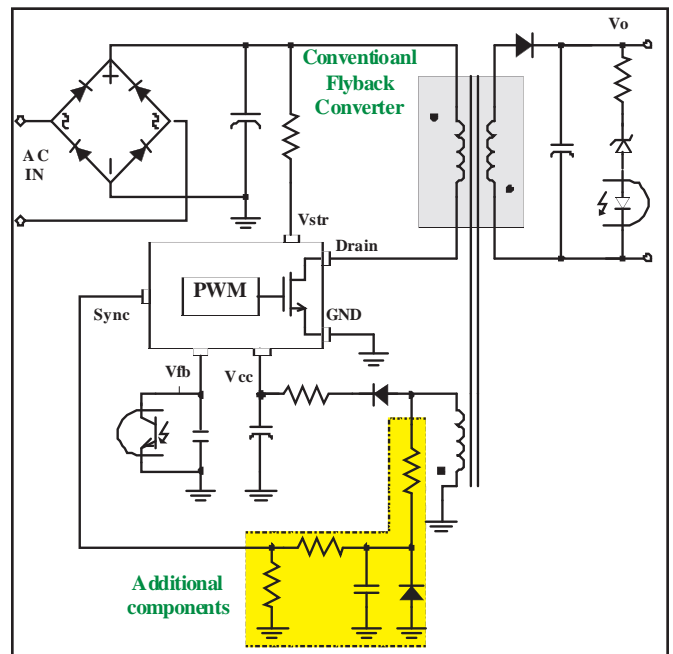 Vo
Conventioanl
Flyback
Converter
AC
IN
Vstr
Drain
PWM
Sync
GND
Vfb
Vcc
Additional
components